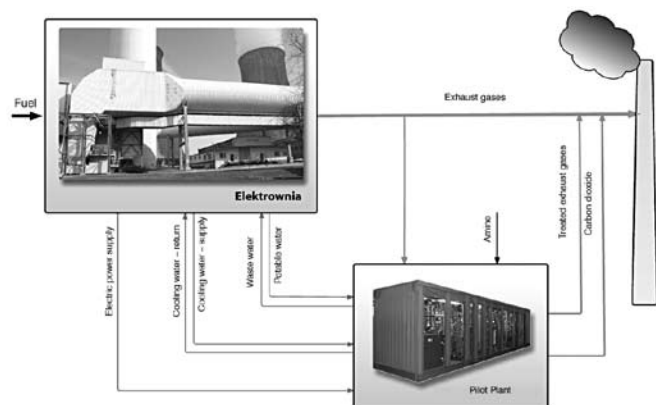 Fuel
Exhaust gases
Elektrownia
Electric power supply
Cooling water – return
Cooling water – supply
Waste water
Potable water
Amine
Treated exhaust gases
Carbon dioxide
Pilot Plant